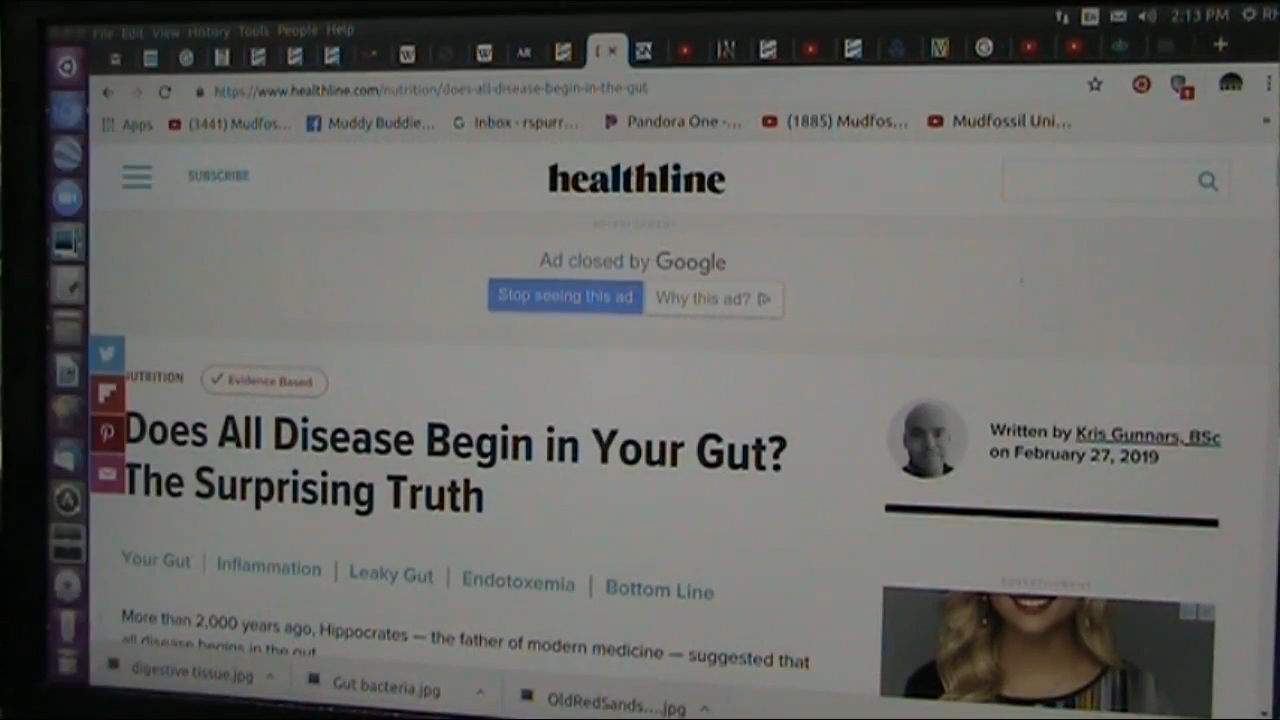 File Edit View History Tools People Help
En 2:13 PM
https://www.healthline.com/nutrition/does-all-disease-begin-in-the-gut
Apps (3441) Mudfos... Muddy Buddie... Inbox - rspurr... Pandora One -... (1885) Mudfos... Mudfossil Uni... »
SUBSCRIBE
healthline
ADVERTISEMENT
Ad closed by Google
Stop seeing this ad Why this ad?
NUTRITION Evidence Based
Does All Disease Begin in Your Gut?
The Surprising Truth
Written by Kris Gunnars, BSc
on February 27, 2019
Your Gut | Inflammation | Leaky Gut | Endotoxemia | Bottom Line
ADVERTISEMENT
More than 2,000 years ago, Hippocrates — the father of modern medicine — suggested that
all disease begins in the gut
digestive tissue.jpg Gut bacteria.jpg OldRedSands....jpg